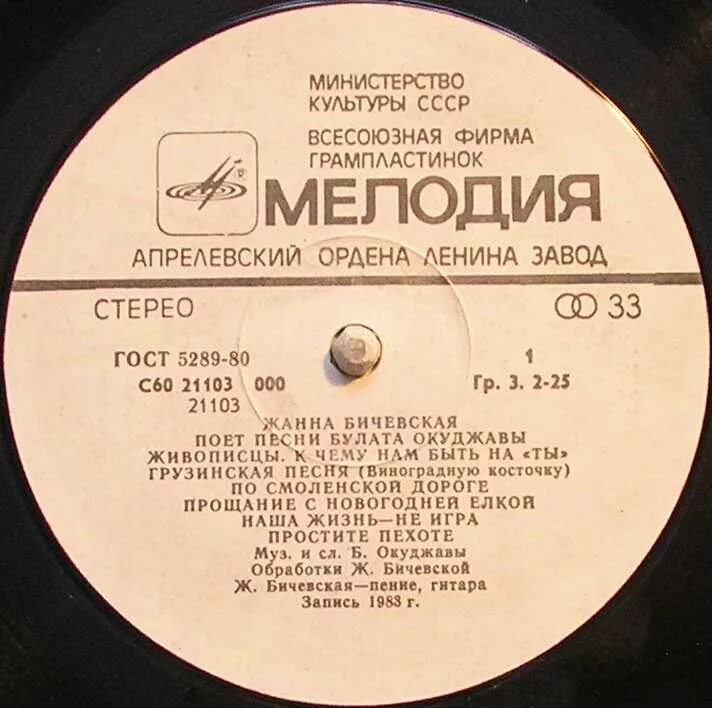 МИНИСТЕРСТВО
КУЛЬТУРЫ СССР
ВСЕСОЮЗНАЯ ФИРМА
ГРАМПЛАСТИНОК
®
МЕЛОДИЯ
АПРЕЛЕВСКИЙ ОРДЕНА ЛЕНИНА ЗАВОД
СТЕРЕО 33
ГОСТ 5289-80 1
С60 21103 000 Гр. 3. 2-25
21103
ЖАННА БИЧЕВСКАЯ
ПОЕТ ПЕСНИ БУЛАТА ОКУДЖАВЫ
ЖИВОПИСЦЫ. К ЧЕМУ НАМ БЫТЬ НА «ТЫ»
ГРУЗИНСКАЯ ПЕСНЯ (Виноградную косточку)
ПО СМОЛЕНСКОЙ ДОРОГЕ
ПРОЩАНИЕ С НОВОГОДНЕЙ ЕЛКОЙ
НАША ЖИЗНЬ—НЕ ИГРА
ПРОСТИТЕ ПЕХОТЕ
Муз. и сл. Б. Окуджавы
Обработки Ж. Бичевской
Ж. Бичевская—пение, гитара
Запись 1983 г.